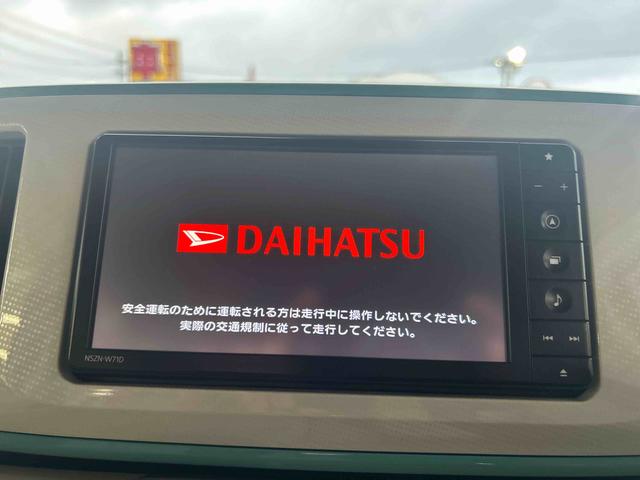 DAIHATSU
安全運転のために運転される方は走行中に操作しないでください。
実際の交通規制に従って走行してください。
NSZN-W71D